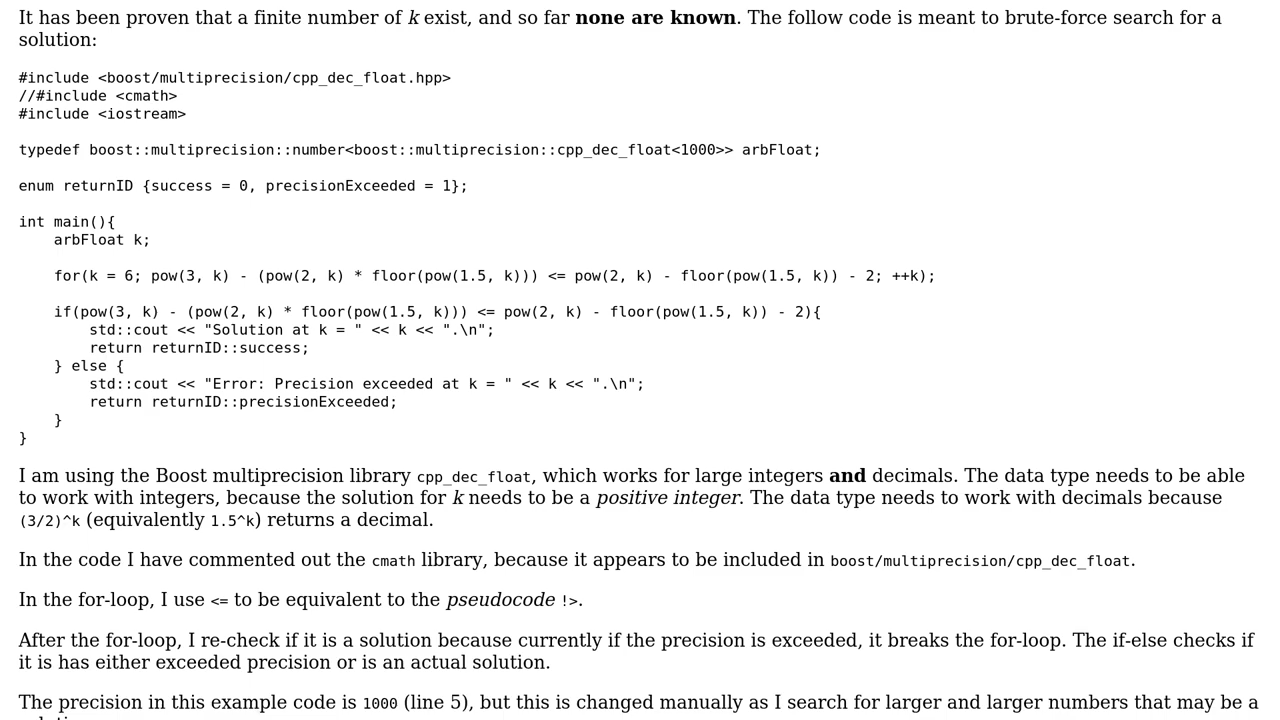 It has been proven that a finite number of k exist, and so far none are known. The follow code is meant to brute-force search for a
solution:
#include <boost/multiprecision/cpp_dec_float.hpp>
//#include <cmath>
#include <iostream>
typedef boost::multiprecision::number<boost::multiprecision::cpp_dec_float<1000>> arbFloat;
enum returnID {success = 0, precisionExceeded = 1};
int main(){
    arbFloat k;
    for(k = 6; pow(3, k) - (pow(2, k) * floor(pow(1.5, k))) <= pow(2, k) - floor(pow(1.5, k)) - 2; ++k);
    if(pow(3, k) - (pow(2, k) * floor(pow(1.5, k))) <= pow(2, k) - floor(pow(1.5, k)) - 2){
        std::cout << "Solution at k = " << k << ".\n";
        return returnID::success;
    } else {
        std::cout << "Error: Precision exceeded at k = " << k << ".\n";
        return returnID::precisionExceeded;
    }
}
I am using the Boost multiprecision library cpp_dec_float, which works for large integers and decimals. The data type needs to be able
to work with integers, because the solution for k needs to be a positive integer. The data type needs to work with decimals because
(3/2)^k (equivalently 1.5^k) returns a decimal.
In the code I have commented out the cmath library, because it appears to be included in boost/multiprecision/cpp_dec_float.
In the for-loop, I use <= to be equivalent to the pseudocode !>.
After the for-loop, I re-check if it is a solution because currently if the precision is exceeded, it breaks the for-loop. The if-else checks if
it is has either exceeded precision or is an actual solution.
The precision in this example code is 1000 (line 5), but this is changed manually as I search for larger and larger numbers that may be a